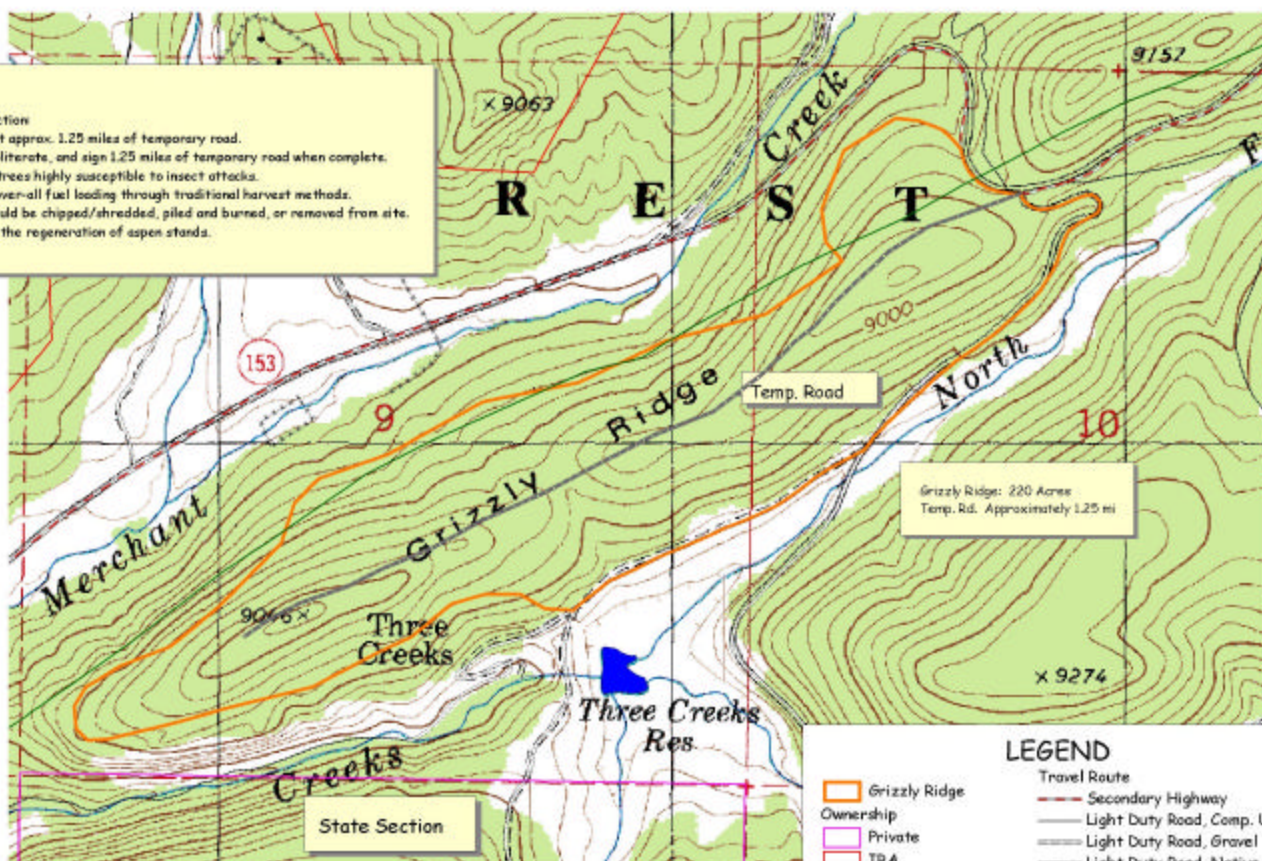 9157
× 9063
ction:
t approx. 1.25 miles of temporary road.
literate, and sign 1.25 miles of temporary road when complete.
trees highly susceptible to insect attacks.
over-all fuel loading through traditional harvest methods.
uld be chipped/shredded, piled and burned, or removed from site.
the regeneration of aspen stands.
Creek
R E S T
F
9000
153
North
Temp. Road
Grizzly Ridge
9
10
Grizzly Ridge: 220 Acres
Temp. Rd. Approximately 1.25 mi
Merchant
9046 ×
Three
Creeks
× 9274
Three Creeks
Res
Creeks
State Section
LEGEND
Grizzly Ridge
Ownership
Private
Travel Route
Secondary Highway
Light Duty Road, Comp.
Light Duty Road, Gravel